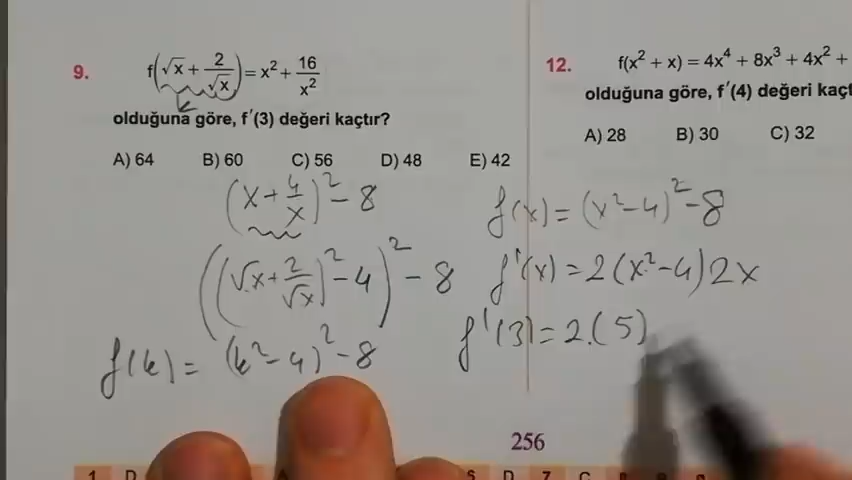 9. f(√x + 2/√x) = x² + 16/x²
olduğuna göre, f'(3) değeri kaçtır?
A) 64 B) 60 C) 56 D) 48 E) 42
(x + 4/x)² - 8
((√x + 2/√x)² - 4)² - 8
f(k) = (k² - 4)² - 8
12. f(x² + x) = 4x⁴ + 8x³ + 4x² +
olduğuna göre, f'(4) değeri
A) 28 B) 30 C) 32
f(x) = (x² - 4)² - 8
f'(x) = 2(x² - 4)2x
f'(3) = 2.(5)
256
1 D 7 C